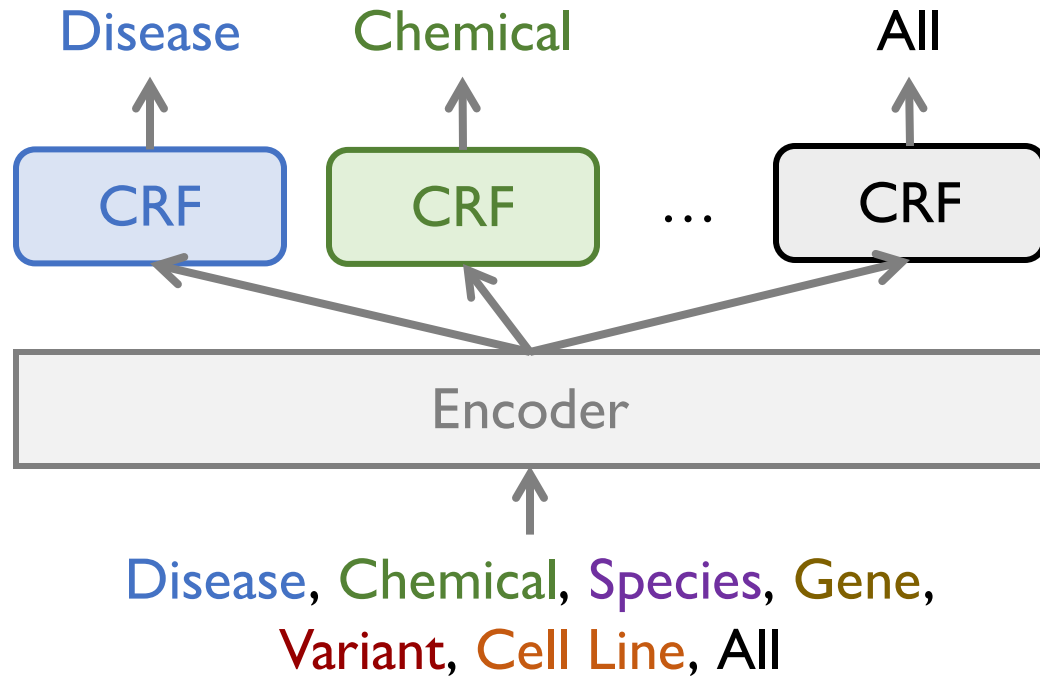 Disease Chemical All
CRF CRF ... CRF
Encoder
Disease, Chemical, Species, Gene,
Variant, Cell Line, All